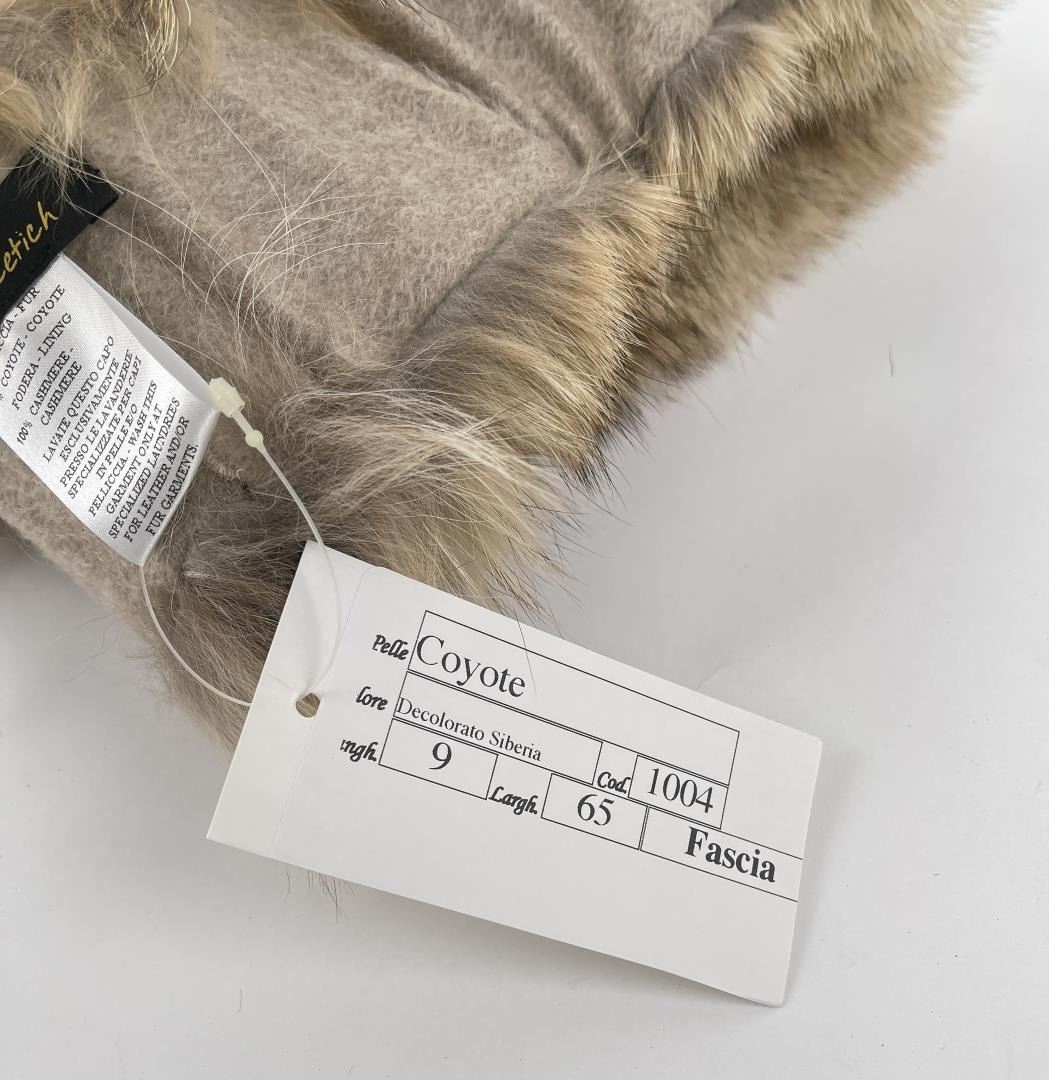 etich
CIA - FUR
COYOTE - COYOTE
FODERA - LINING
100% CASHMERE -
CASHMERE
LAVATE QUESTO CAPO
ESCLUSIVAMENTE
PRESSO LE LAVANDERIE
SPECIALIZZATE PER CAPI
IN PELLE E/O
PELLICCIA. - WASH THIS
GARMENT ONLY AT
SPECIALIZED LAUNDRIES
FOR LEATHER AND/OR
FUR GARMENTS.
Pelle Coyote
lore Decolorato Siberia Cod. 1004
ngh. 9 Largh. 65 Fascia